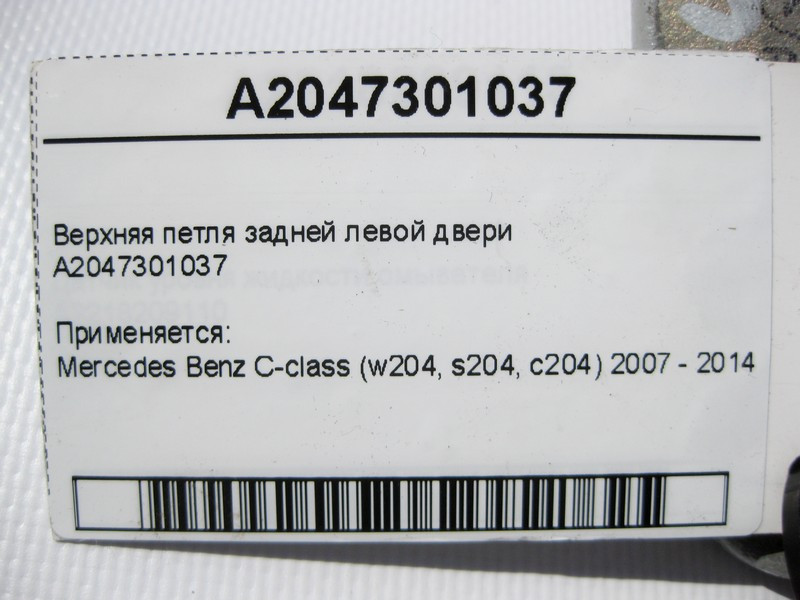 A2047301037
Верхняя петля задней левой двери
A2047301037
Применяется:
Mercedes Benz C-class (w204, s204, c204) 2007 - 2014